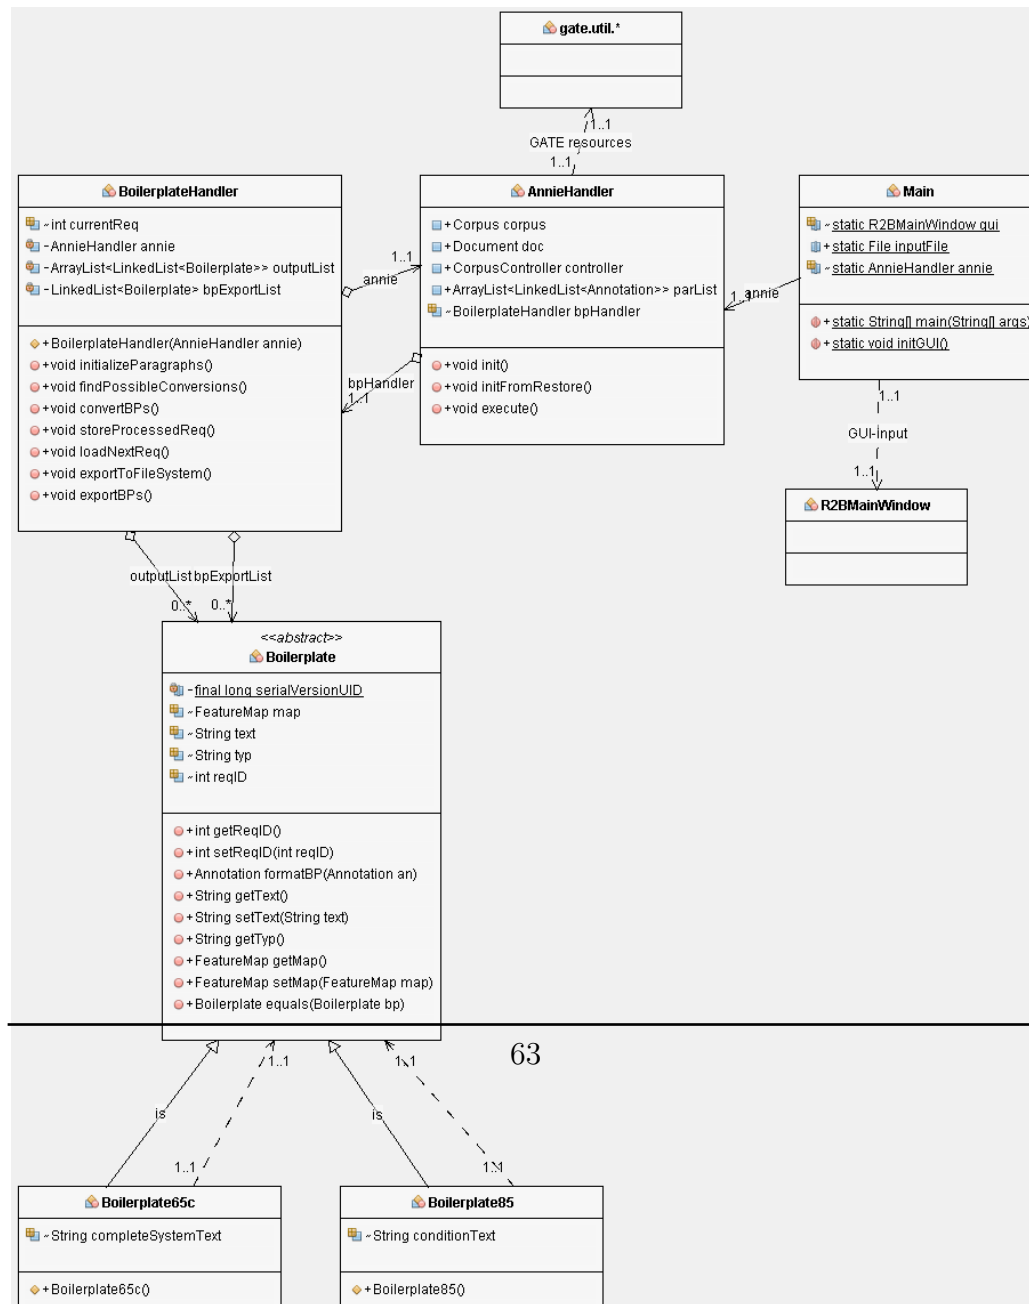 gate.util.*
1..1
GATE resources
1..1
BoilerplateHandler
~int currentReq
-AnnieHandler annie
-ArrayList<LinkedList<Boilerplate>> outputList
-LinkedList<Boilerplate> bpExportList
+BoilerplateHandler(AnnieHandler annie)
+void initializeParagraphs()
+void findPossibleConversions()
+void convertBPs()
+void storeProcessedReq()
+void loadNextReq()
+void exportToFileSystem()
+void exportBPs()
1..1
annie
bpHandler
1..1
AnnieHandler
+Corpus corpus
+Document doc
+CorpusController controller
+ArrayList<LinkedList<Annotation>> parList
~BoilerplateHandler bpHandler
+void init()
+void initFromRestore()
+void execute()
1..1
annie
Main
~static R2BMainWindow gui
+static File inputFile
~static AnnieHandler annie
+static String[] main(String[] args)
+static void initGUI()
1..1
GUI-input
1..1
R2BMainWindow
outputList
bpExportList
0..*
0..*
<<abstract>>
Boilerplate
-final long serialVersionUID
~FeatureMap map
~String text
~String typ
~int reqID
+int getReqID()
+int setReqID(int reqID)
+Annotation formatBP(Annotation an)
+String getText()
+String setText(String text)
+String getTyp()
+FeatureMap getMap()
+FeatureMap setMap(FeatureMap map)
+Boilerplate equals(Boilerplate bp)
63
1..1
1..1
is
is
1..1
1..1
Boilerplate65c
~String completeSystemText
+Boilerplate65c()
Boilerplate85
~String conditionText
+Boilerplate85()